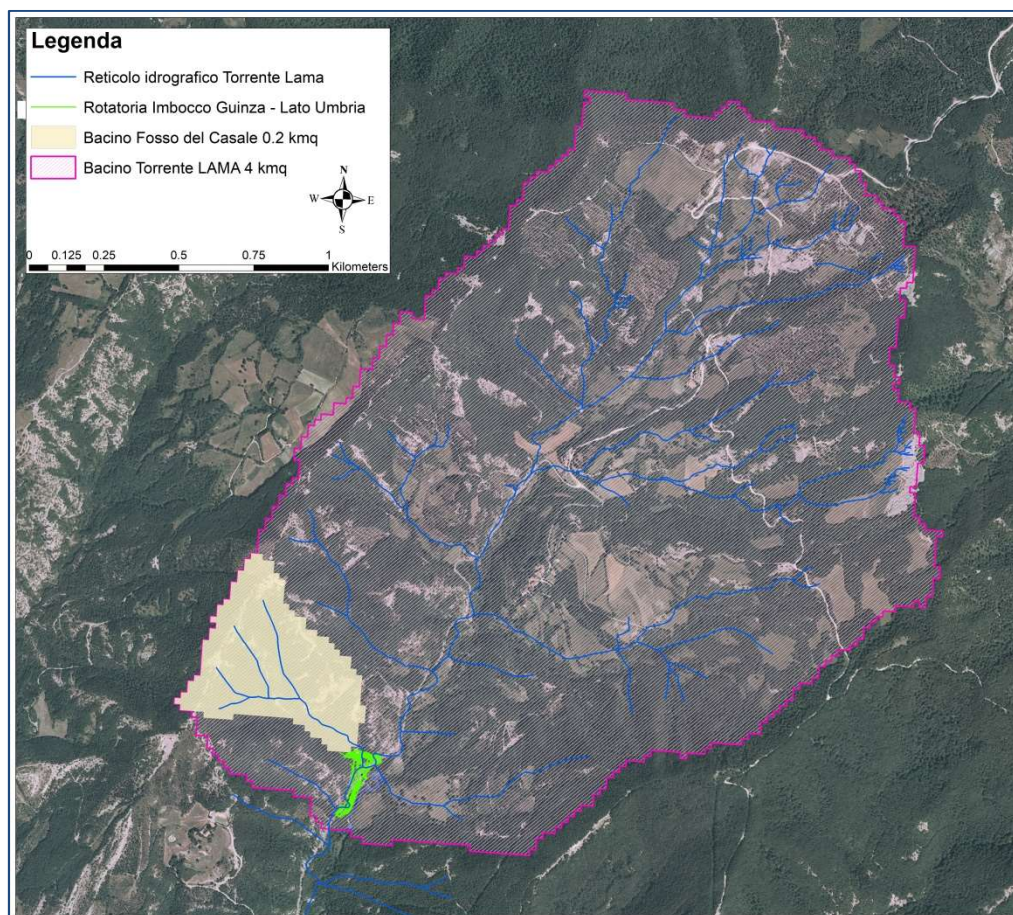 Legenda
Reticolo idrografico Torrente Lama
Rotatoria Imbocco Guinza - Lato Umbria
Bacino Fosso del Casale 0.2 kmq
Bacino Torrente LAMA 4 kmq
N
W E
S
0 0.125 0.25 0.5 0.75 1
Kilometers